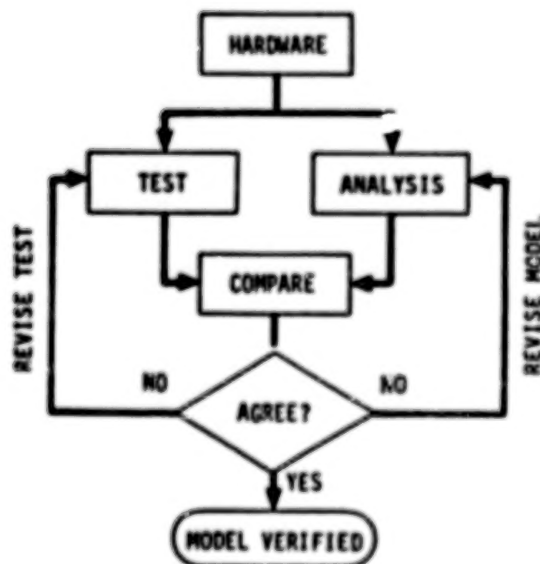 HARDWARE
TEST
ANALYSIS
REVISE TEST
REVISE MODEL
COMPARE
NO
NO
AGREE?
YES
MODEL VERIFIED